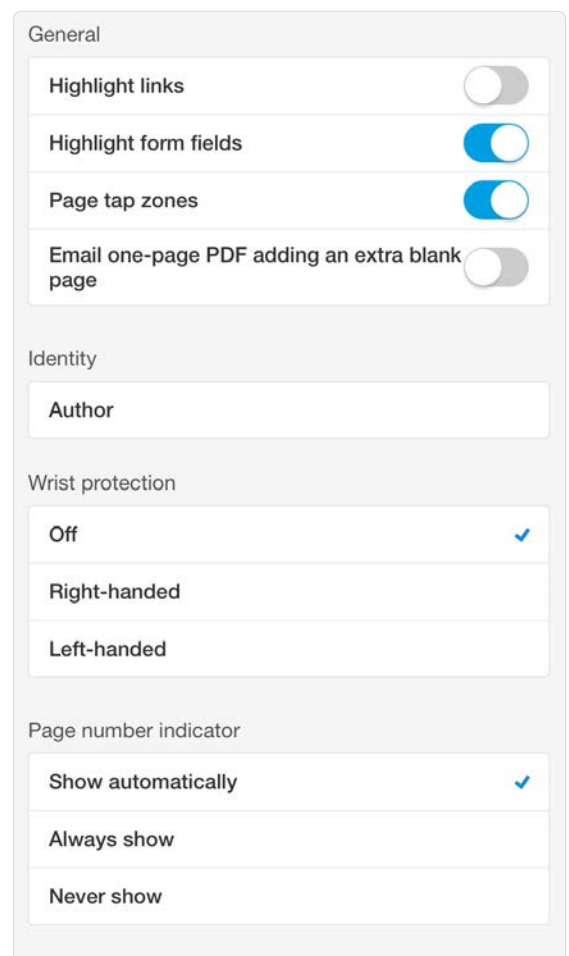 General
Highlight links
Highlight form fields
Page tap zones
Email one-page PDF adding an extra blank
page
Identity
Author
Wrist protection
Off
Right-handed
Left-handed
Page number indicator
Show automatically
Always show
Never show